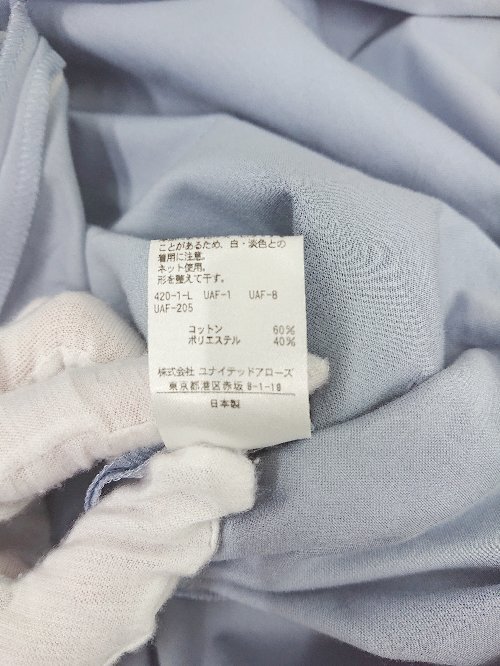 ことがあるため、白・淡色との
着用に注意。
ネット使用。
形を整えて干す。
420-1-L UAF-1 UAF-8
UAF-205
コットン 60%
ポリエステル 40%
株式会社 ユナイテッドアローズ
東京都港区赤坂 8-1-19
日本製